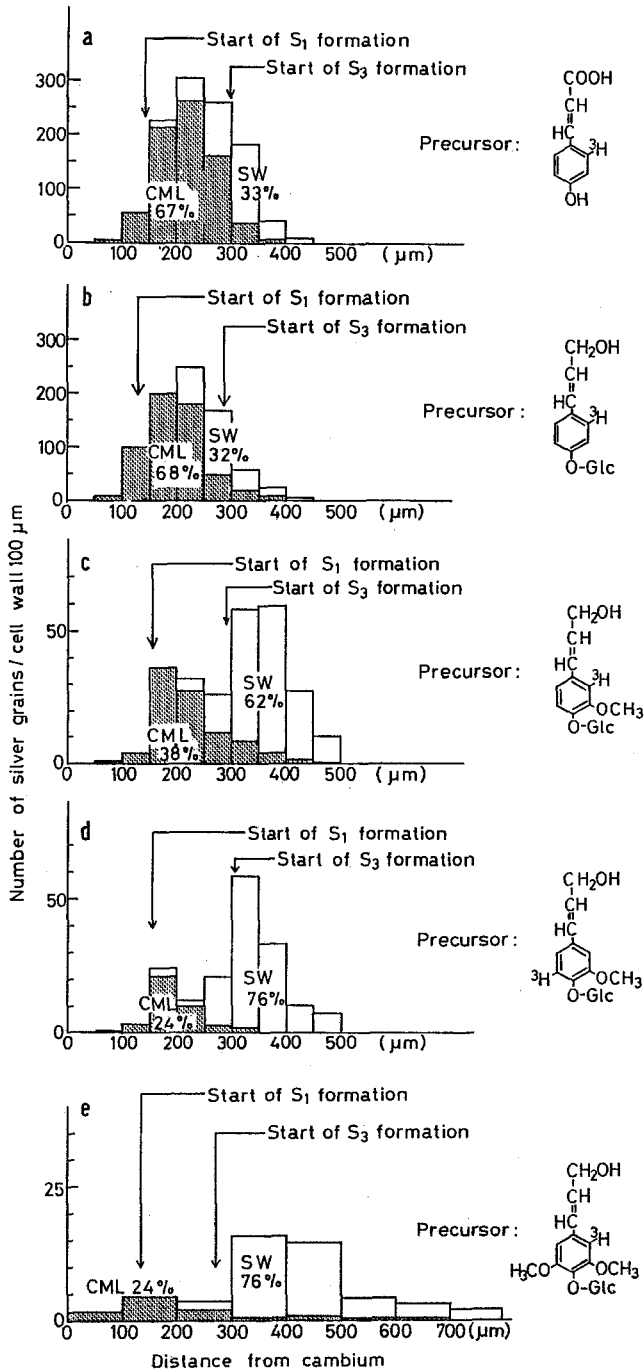 a
Start of S₁ formation
Start of S₃ formation
300
200
100
0
CML
67%
SW
33%
100 200 300 400 500 (μm)
Precursor:
COOH
CH
HC
³H
OH
b
Start of S₁ formation
Start of S₃ formation
300
200
100
0
CML
68%
SW
32%
0 100 200 300 400 500 (μm)
Precursor:
CH₂OH
CH
HC
³H
O-Glc
Number of silver grains / cell wall 100 μm
c
Start of S₁ formation
Start of S₃ formation
50
0
CML
38%
SW
62%
0 100 200 300 400 500 (μm)
Precursor:
CH₂OH
CH
HC
³H
OCH₃
O-Glc
d
Start of S₁ formation
Start of S₃ formation
50
0
CML
24%
SW
76%
0 100 200 300 400 500 (μm)
Precursor:
CH₂OH
CH
HC
³H
OCH₃
O-Glc
e
Start of S₁ formation
Start of S₃ formation
25
0
CML 24%
SW
76%
0 100 200 300 400 500 600 700 (μm)
Precursor:
CH₂OH
CH
HC
³H
H₃CO
OCH₃
O-Glc
Distance from cambium